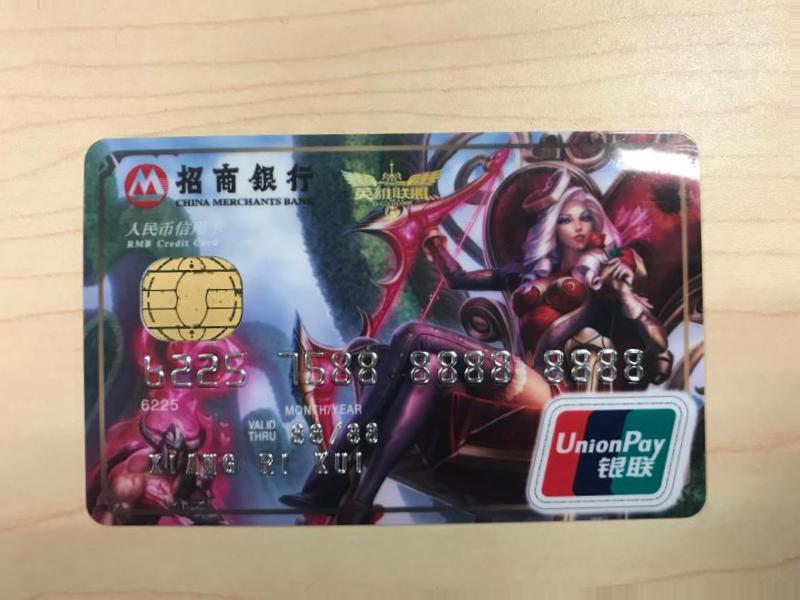 招商银行
CHINA MERCHANTS BANK
英雄联盟
人民币信用卡
RMB Credit Card
6225 7588 8888 8888
6225
MONTH/YEAR
VALID
THRU 88/88
XIANG RI KUI
UnionPay
银联